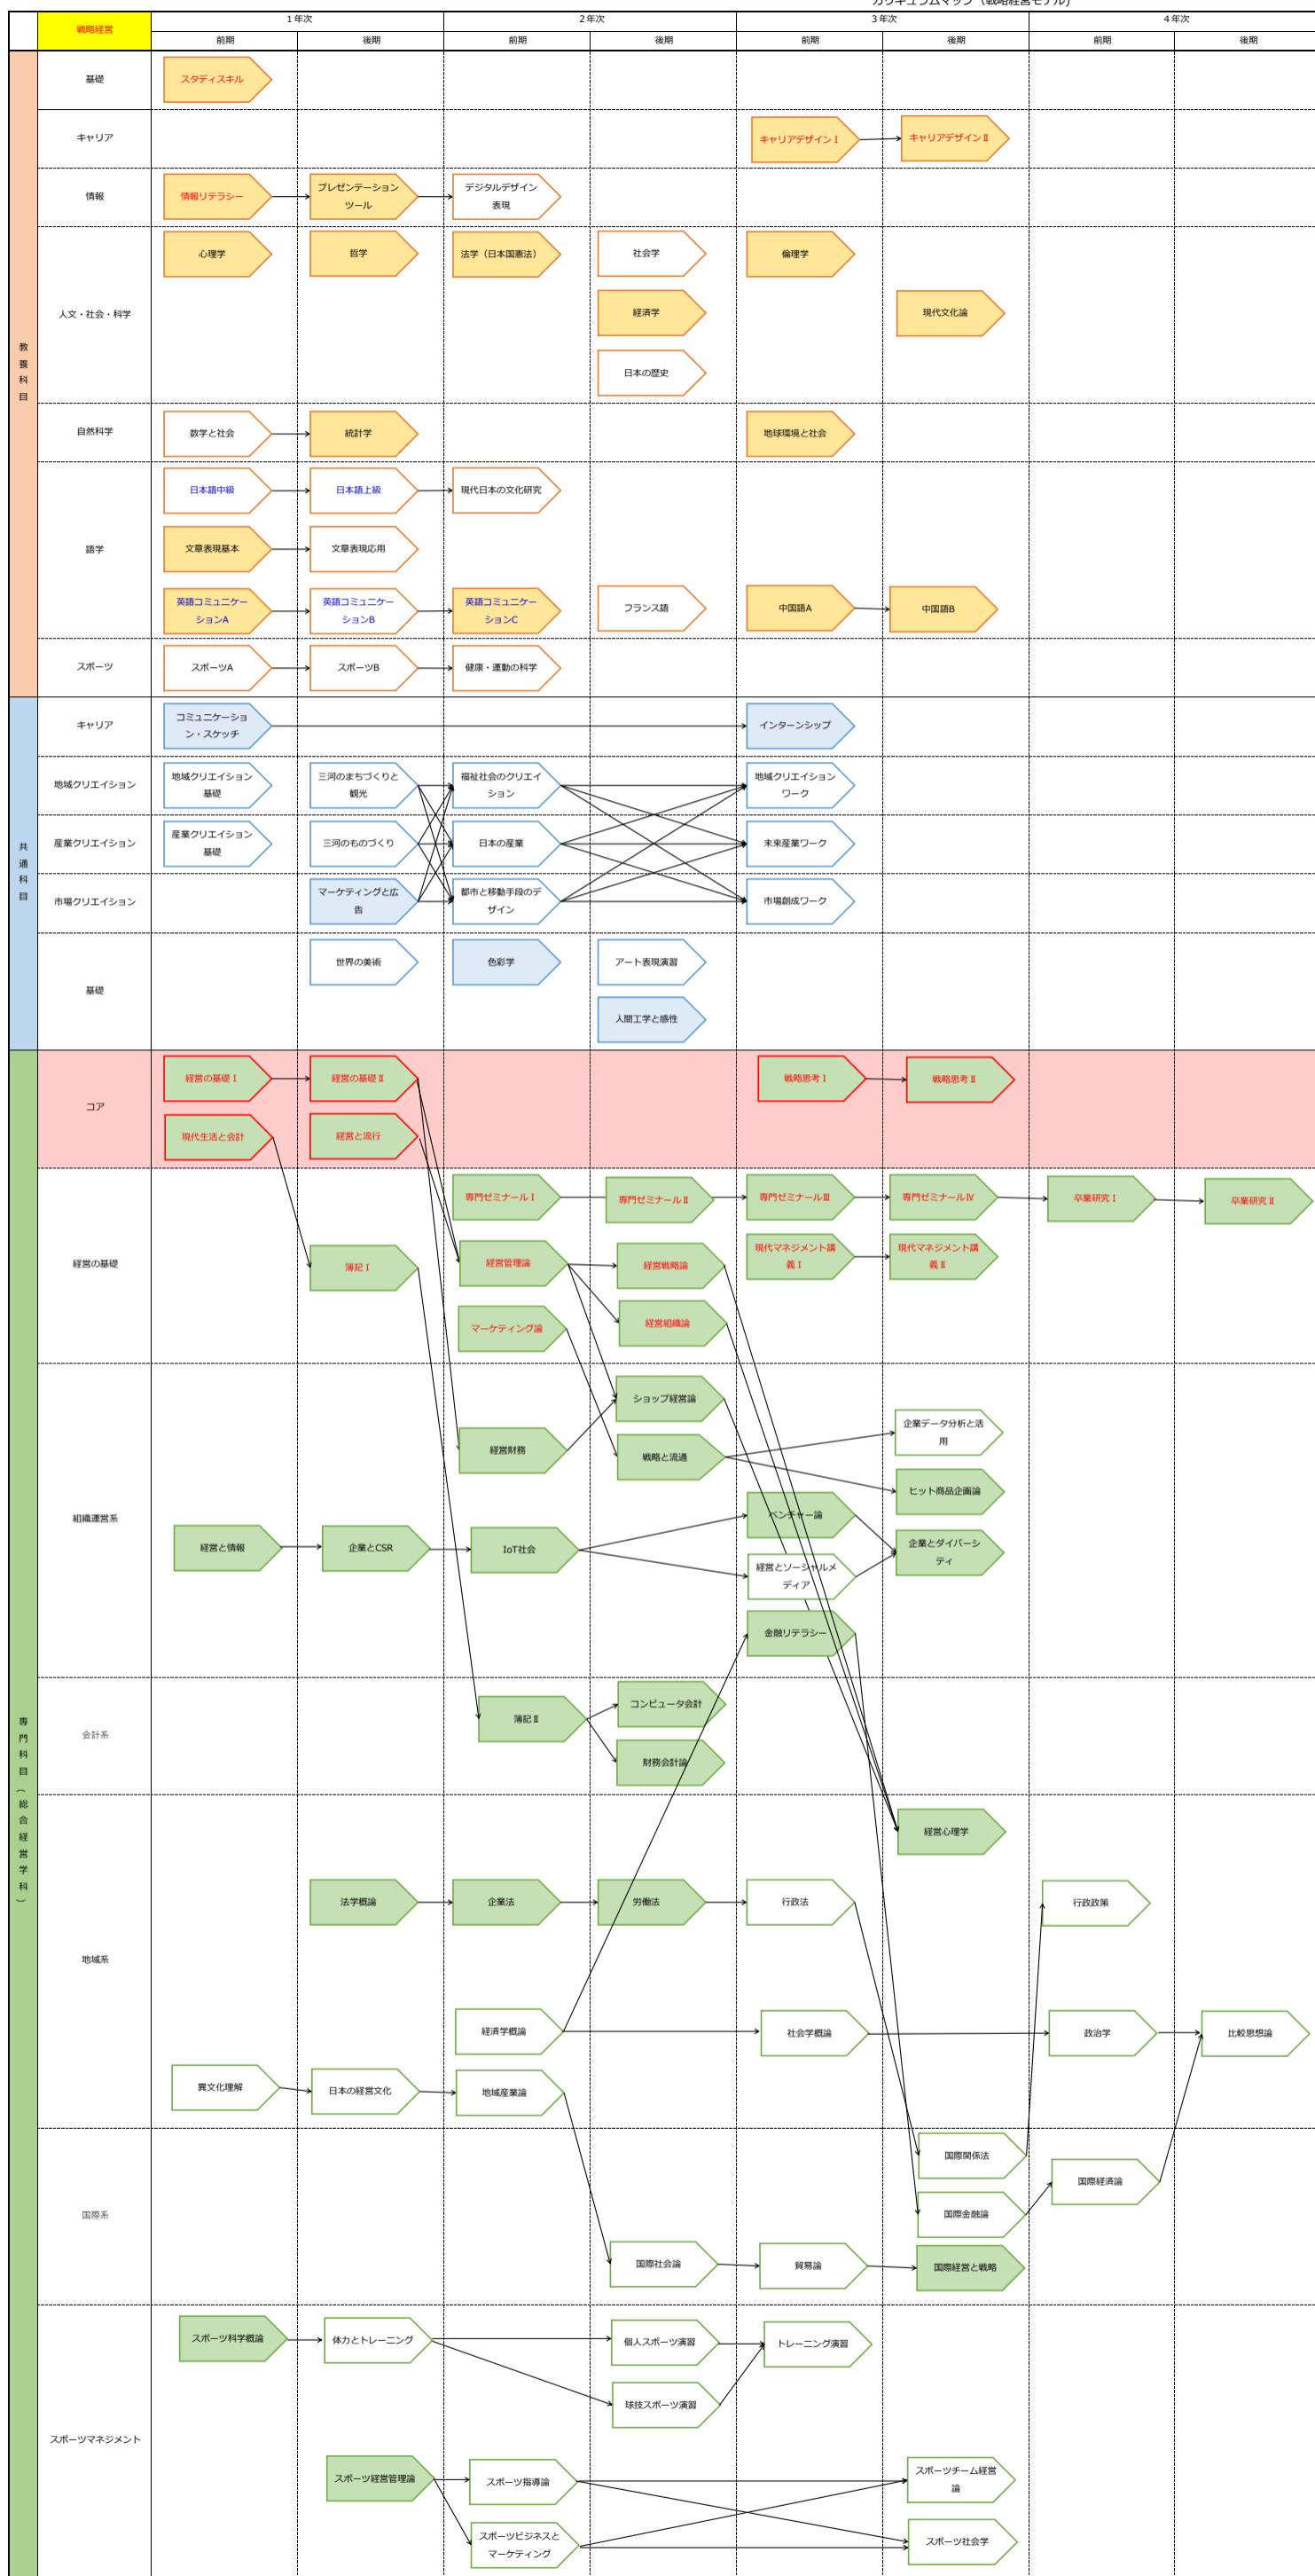 カリキュラムマップ（戦略経営モデル）
戦略経営
１年次
２年次
３年次
４年次
前期
後期
前期
後期
前期
後期
前期
後期
教養科目
基礎
スタディスキル
キャリア
キャリアデザインⅠ
キャリアデザインⅡ
情報
情報リテラシー
プレゼンテーション
ツール
デジタルデザイン
表現
人文・社会・科学
心理学
哲学
法学（日本国憲法）
社会学
倫理学
経済学
現代文化論
日本の歴史
自然科学
数学と社会
統計学
地球環境と社会
語学
日本語中級
日本語上級
現代日本の文化研究
文章表現基本
文章表現応用
英語コミュニケー
ションA
英語コミュニケー
ションB
英語コミュニケー
ションC
フランス語
中国語A
中国語B
スポーツ
スポーツA
スポーツB
健康・運動の科学
共通科目
キャリア
コミュニケーショ
ン・スケッチ
インターンシップ
地域クリエイション
地域クリエイション
基礎
三河のまちづくりと
観光
福祉社会のクリエイ
ション
地域クリエイション
ワーク
産業クリエイション
産業クリエイション
基礎
三河のものづくり
日本の産業
未来産業ワーク
市場クリエイション
マーケティングと広
告
都市と移動手段のデ
ザイン
市場創成ワーク
基礎
世界の美術
色彩学
アート表現演習
人間工学と感性
専門科目（総合経営学科）
コア
経営の基礎Ⅰ
経営の基礎Ⅱ
戦略思考Ⅰ
戦略思考Ⅱ
現代生活と会計
経営と流行
経営の基礎
専門ゼミナールⅠ
専門ゼミナールⅡ
専門ゼミナールⅢ
専門ゼミナールⅣ
卒業研究Ⅰ
卒業研究Ⅱ
簿記Ⅰ
経営管理論
経営戦略論
現代マネジメント講
義Ⅰ
現代マネジメント講
義Ⅱ
マーケティング論
経営組織論
組織運営系
ショップ経営論
経営財務
戦略と流通
企業データ分析と活
用
ヒット商品企画論
経営と情報
企業とCSR
IoT社会
ベンチャー論
企業とダイバーシ
ティ
経営とソーシャルメ
ディア
金融リテラシー
会計系
簿記Ⅱ
コンピュータ会計
財務会計論
地域系
経営心理学
法学概論
企業法
労働法
行政法
行政政策
経済学概論
社会学概論
政治学
比較思想論
異文化理解
日本の経営文化
地域産業論
国際系
国際関係法
国際経済論
国際金融論
国際社会論
貿易論
国際経営と戦略
スポーツマネジメント
スポーツ科学概論
体力とトレーニング
個人スポーツ演習
トレーニング演習
球技スポーツ演習
スポーツ経営管理論
スポーツ指導論
スポーツチーム経営
論
スポーツビジネスと
マーケティング
スポーツ社会学